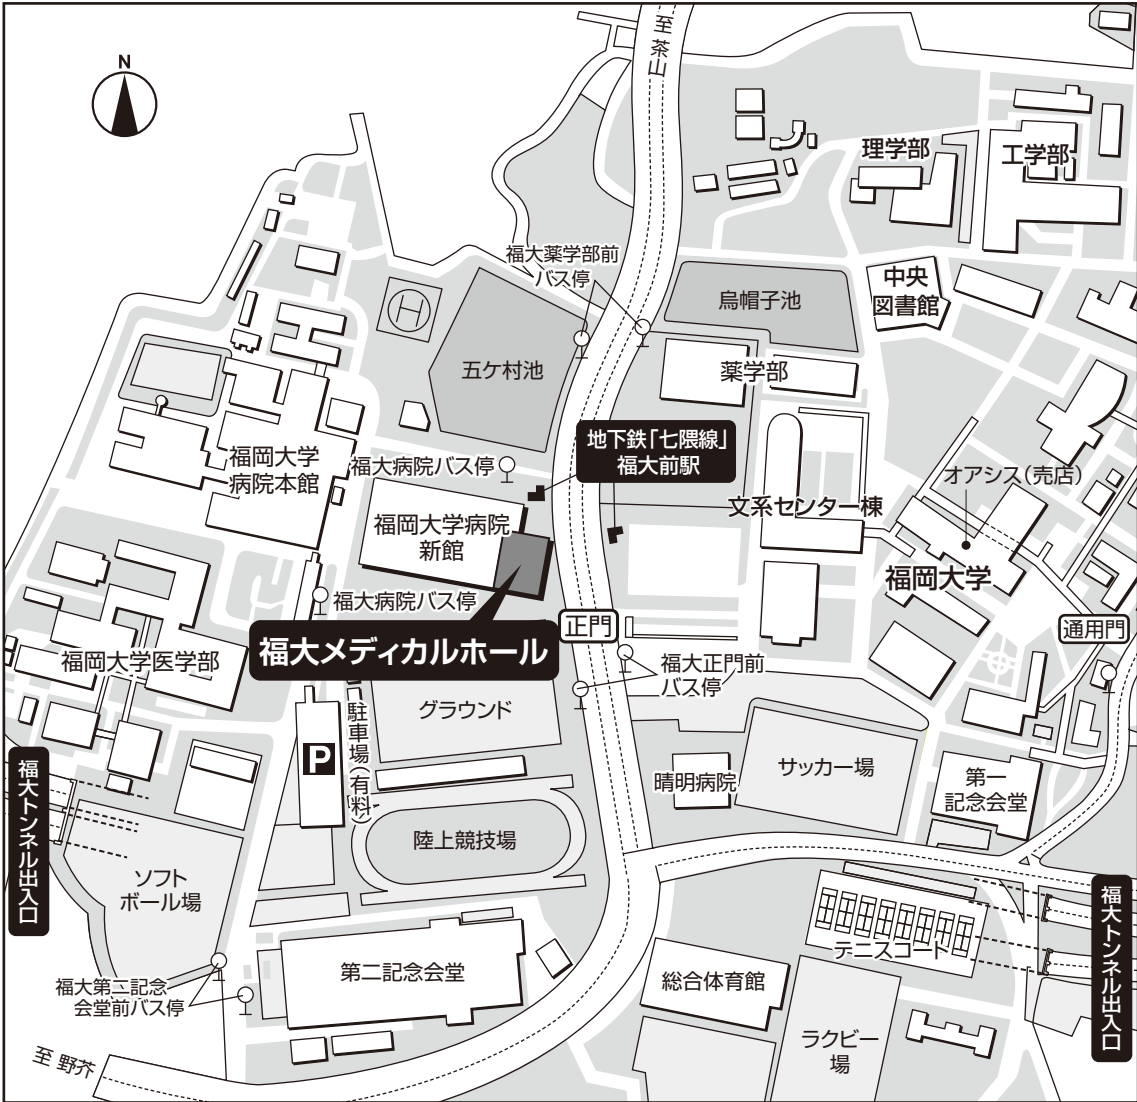 至 茶山
N
理学部
工学部
福大薬学部前
バス停
中央
図書館
烏帽子池
五ケ村池
薬学部
地下鉄「七隈線」
福大前駅
福岡大学
病院本館
福大病院バス停
オアシス(売店)
文系センター棟
福岡大学病院
新館
福岡大学
福大病院バス停
正門
通用門
福大メディカルホール
福岡大学医学部
福大正門前
バス停
グラウンド
駐車場(有料)
P
サッカー場
晴明病院
第一
記念会堂
福大トンネル出入口
陸上競技場
ソフト
ボール場
福大トンネル出入口
テニスコート
第二記念会堂
総合体育館
福大第二記念
会堂前バス停
ラクビー
場
至 野芥